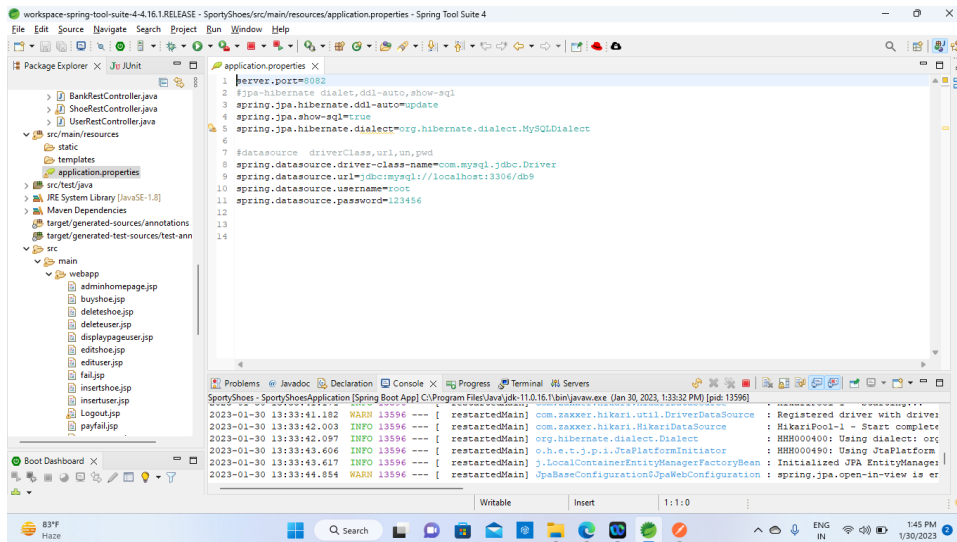 workspace-spring-tool-suite-4-4.16.1.RELEASE - SportyShoes/src/main/resources/application.properties - Spring Tool Suite 4
File Edit Source Navigate Search Project Run Window Help
Package Explorer JUnit
BankRestController.java
ShoeRestController.java
UserRestController.java
src/main/resources
static
templates
application.properties
src/test/java
JRE System Library [JavaSE-1.8]
Maven Dependencies
target/generated-sources/annotations
target/generated-test-sources/test-ann
src
main
webapp
adminhomepage.jsp
buyshoe.jsp
deleteshoe.jsp
deleteuser.jsp
displaypageuser.jsp
editshoe.jsp
edituser.jsp
fail.jsp
insertshoe.jsp
insertuser.jsp
Logout.jsp
payfail.jsp
Boot Dashboard
application.properties
1 server.port=8082
2 #jpa-hibernate dialet,ddl-auto,show-sql
3 spring.jpa.hibernate.ddl-auto=update
4 spring.jpa.show-sql=true
5 spring.jpa.hibernate.dialect=org.hibernate.dialect.MySQLDialect
6
7 #datasource driverClass,url,un,pwd
8 spring.datasource.driver-class-name=com.mysql.jdbc.Driver
9 spring.datasource.url=jdbc:mysql://localhost:3306/db9
10 spring.datasource.username=root
11 spring.datasource.password=123456
12
13
14
Problems Javadoc Declaration Console Progress Terminal Servers
SportyShoes - SportyShoesApplication [Spring Boot App] C:\Program Files\Java\jdk-11.0.16.1\bin\javaw.exe (Jan 30, 2023, 1:33:32 PM) [pid: 13596]
2023-01-30 13:33:41.182 WARN 13596 --- [ restartedMain] com.zaxxer.hikari.util.DriverDataSource : Registered driver with driver
2023-01-30 13:33:42.003 INFO 13596 --- [ restartedMain] com.zaxxer.hikari.HikariDataSource : HikariPool-1 - Start complete
2023-01-30 13:33:42.097 INFO 13596 --- [ restartedMain] org.hibernate.dialect.Dialect : HHH000400: Using dialect: org
2023-01-30 13:33:43.606 INFO 13596 --- [ restartedMain] o.h.e.t.j.p.i.JtaPlatformInitiator : HHH000490: Using JtaPlatform
2023-01-30 13:33:43.617 INFO 13596 --- [ restartedMain] j.LocalContainerEntityManagerFactoryBean : Initialized JPA EntityManager
2023-01-30 13:33:44.854 WARN 13596 --- [ restartedMain] JpaBaseConfiguration$JpaWebConfiguration : spring.jpa.open-in-view is en
Writable Insert 1:1:0
83°F
Haze
Search
ENG
IN
1:45 PM
1/30/2023
2